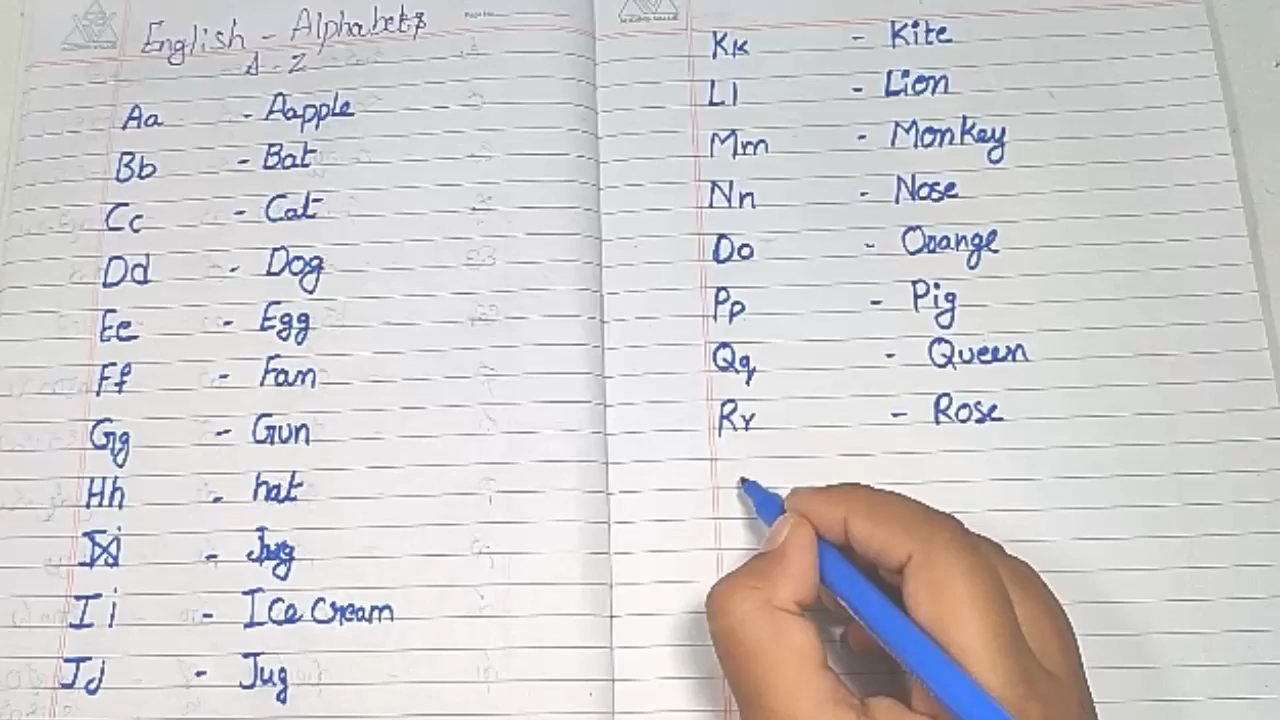 English - Alphabets
A - Z
Aa - Aapple
Bb - Bat
Cc - Cat
Dd - Dog
Ee - Egg
Ff - Fan
Gg - Gun
Hh - hat
- Jug
Ii - Ice Cream
Jj - Jug
Kk - Kite
Ll - Lion
Mm - Monkey
Nn - Nose
Oo - Orange
Pp - Pig
Qq - Queen
Rr - Rose